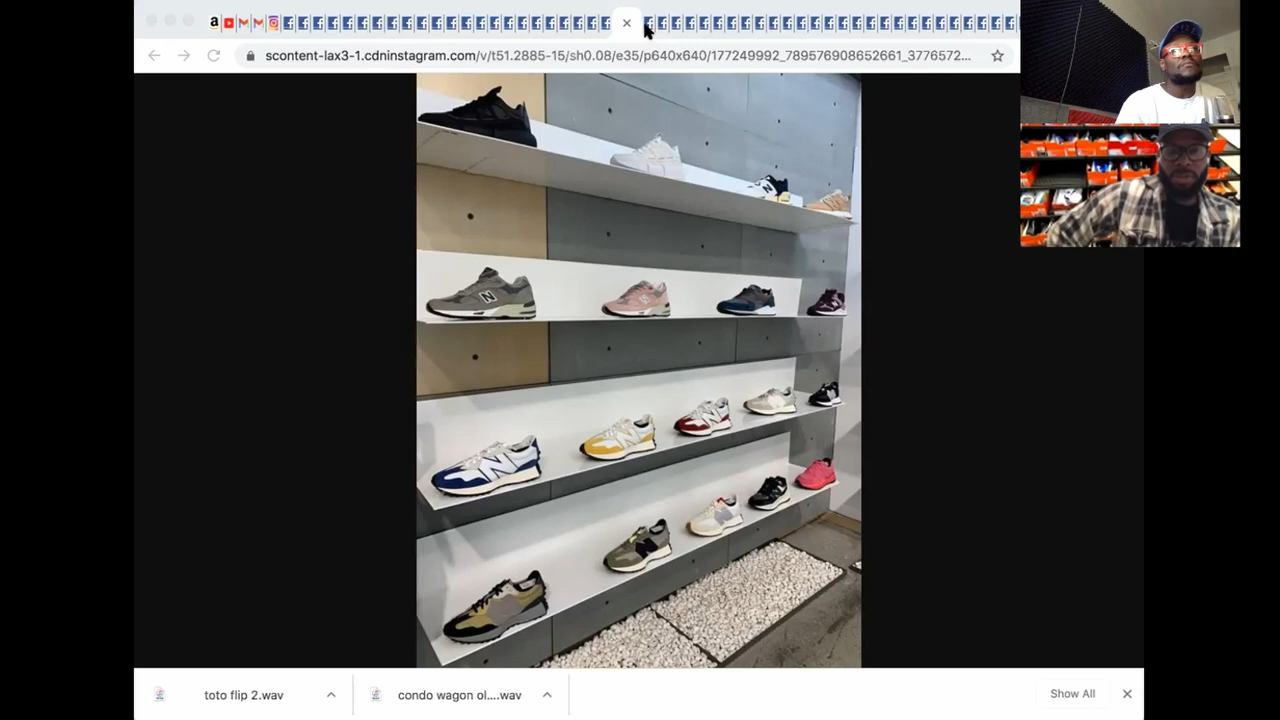 scontent-lax3-1.cdninstagram.com/v/t51.2885-15/sh0.08/e35/p640x640/177249992_789576908652661_3776572...
N
N
N
N
toto flip 2.wav
condo wagon ol....wav
Show All